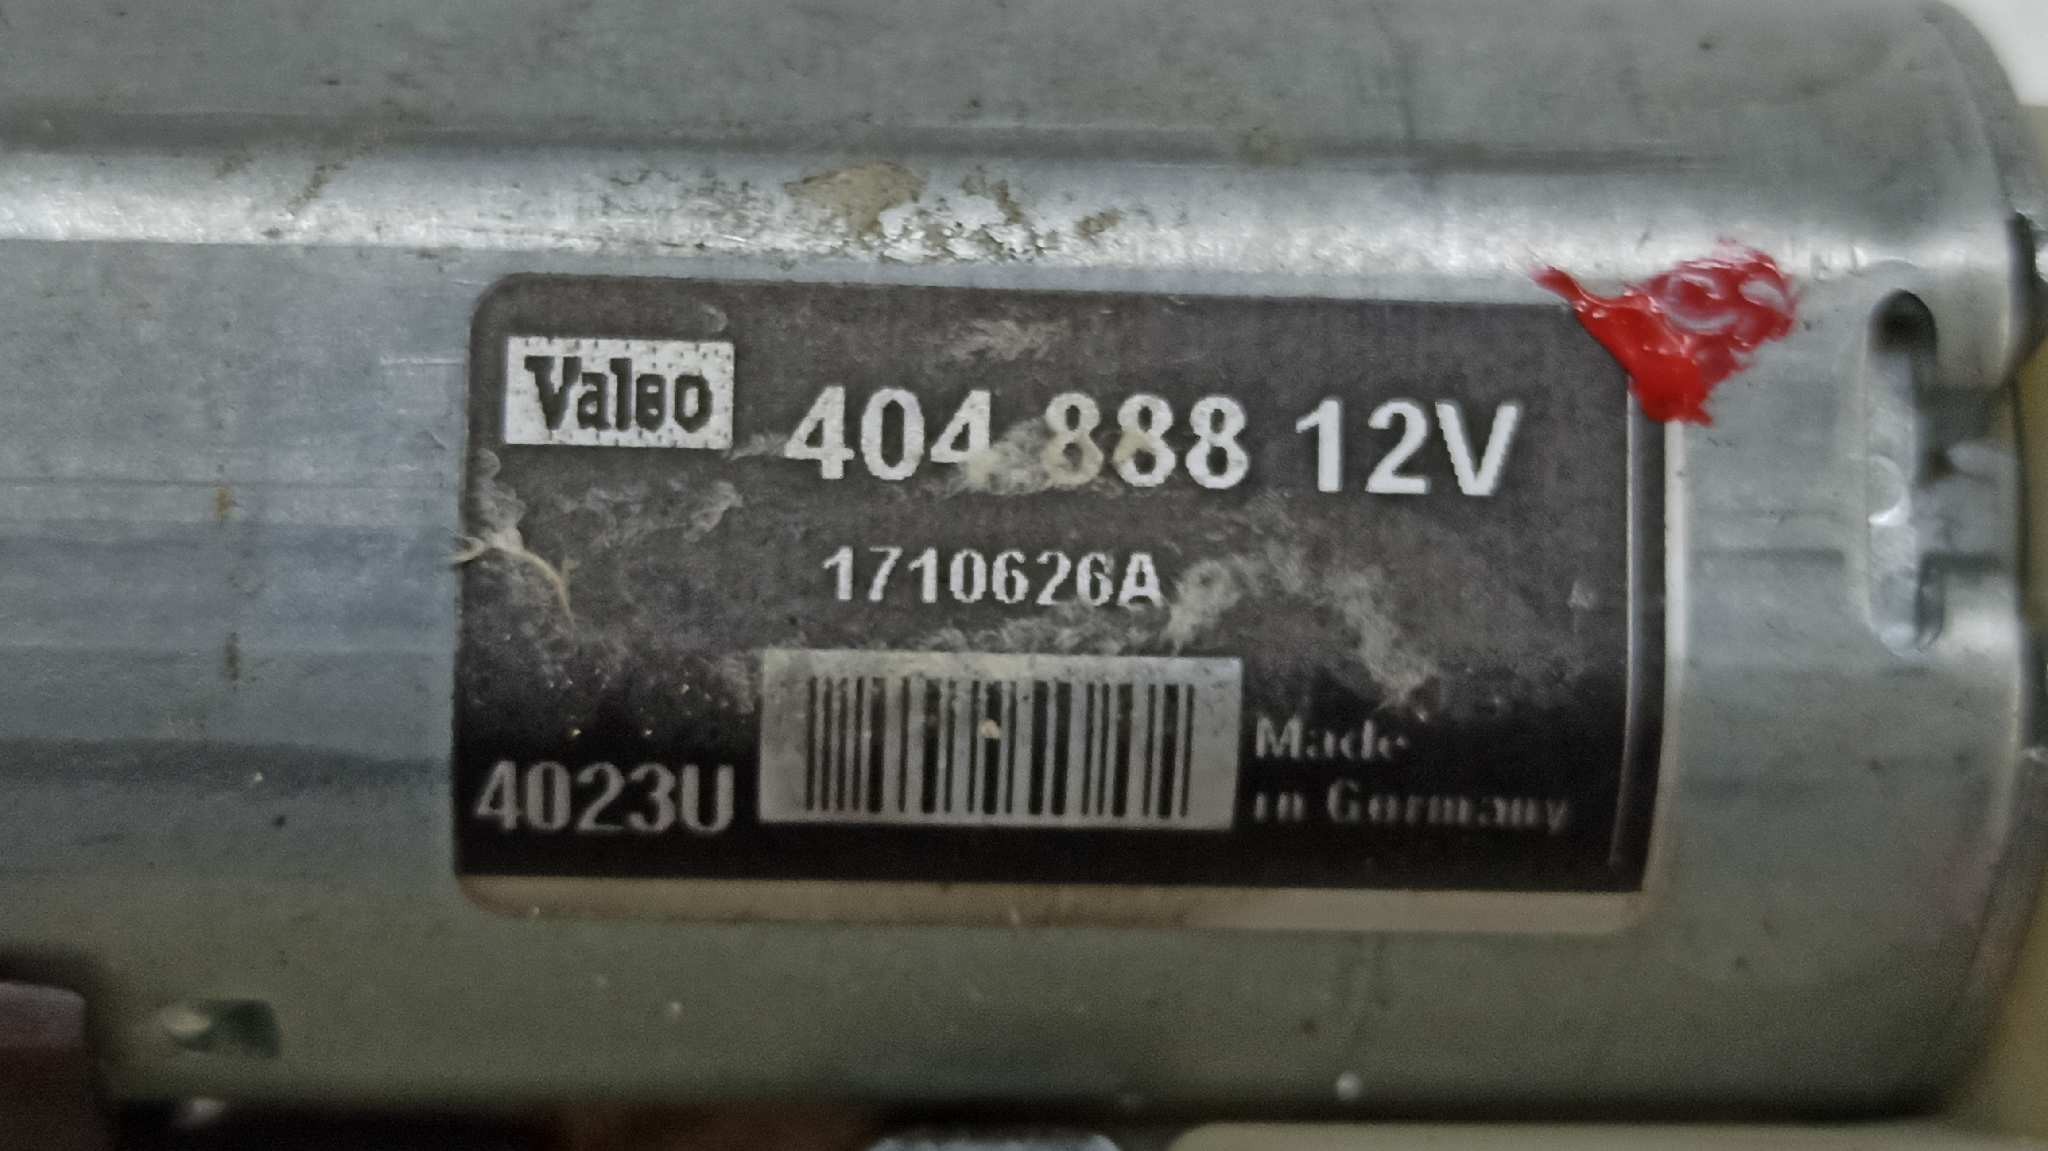 Valeo 404 888 12V
1710626A
Made
4023U in Germany